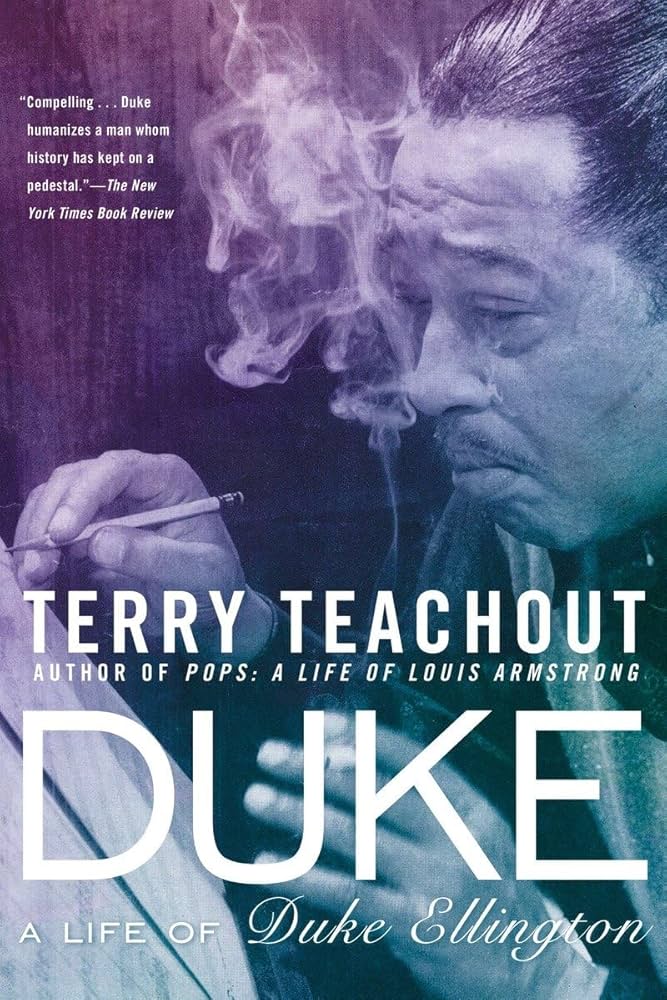 “Compelling . . . Duke
humanizes a man whom
history has kept on a
pedestal.”—The New
York Times Book Review
TERRY TEACHOUT
AUTHOR OF POPS: A LIFE OF LOUIS ARMSTRONG
DUKE
A LIFE OF Duke Ellington